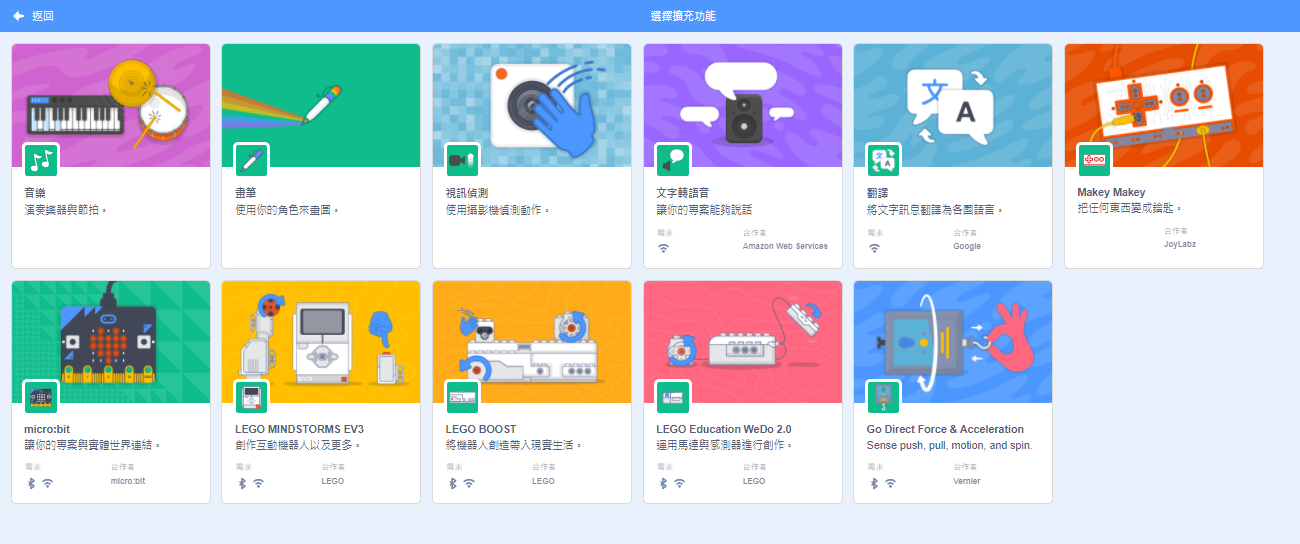 返回
選擇擴充功能
音樂
演奏樂器與節拍。
畫筆
使用你的角色來畫圖。
視訊偵測
使用攝影機偵測動作。
文字轉語音
讓你的專案能夠說話
需求
合作者
Amazon Web Services
文
A
翻譯
將文字訊息翻譯為各國語言。
需求
合作者
Google
Makey Makey
把任何東西變成鑰匙。
合作者
JoyLabz
micro:bit
讓你的專案與實體世界連結。
需求
合作者
micro:bit
LEGO MINDSTORMS EV3
創作互動機器人以及更多。
需求
合作者
LEGO
LEGO BOOST
將機器人創造帶入現實生活。
需求
合作者
LEGO
LEGO Education WeDo 2.0
運用馬達與感測器進行創作。
需求
合作者
LEGO
Go Direct Force & Acceleration
Sense push, pull, motion, and spin.
需求
合作者
Vernier